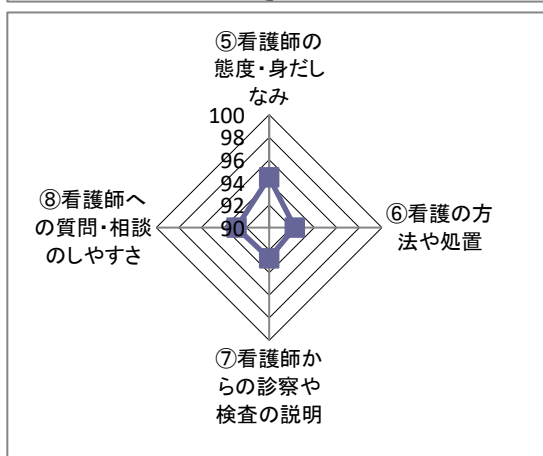 ⑤看護師の
態度・身だし
なみ
100
98
96
94
92
90
⑧看護師へ
の質問・相談
のしやすさ
⑥看護の方
法や処置
⑦看護師か
らの診察や
検査の説明